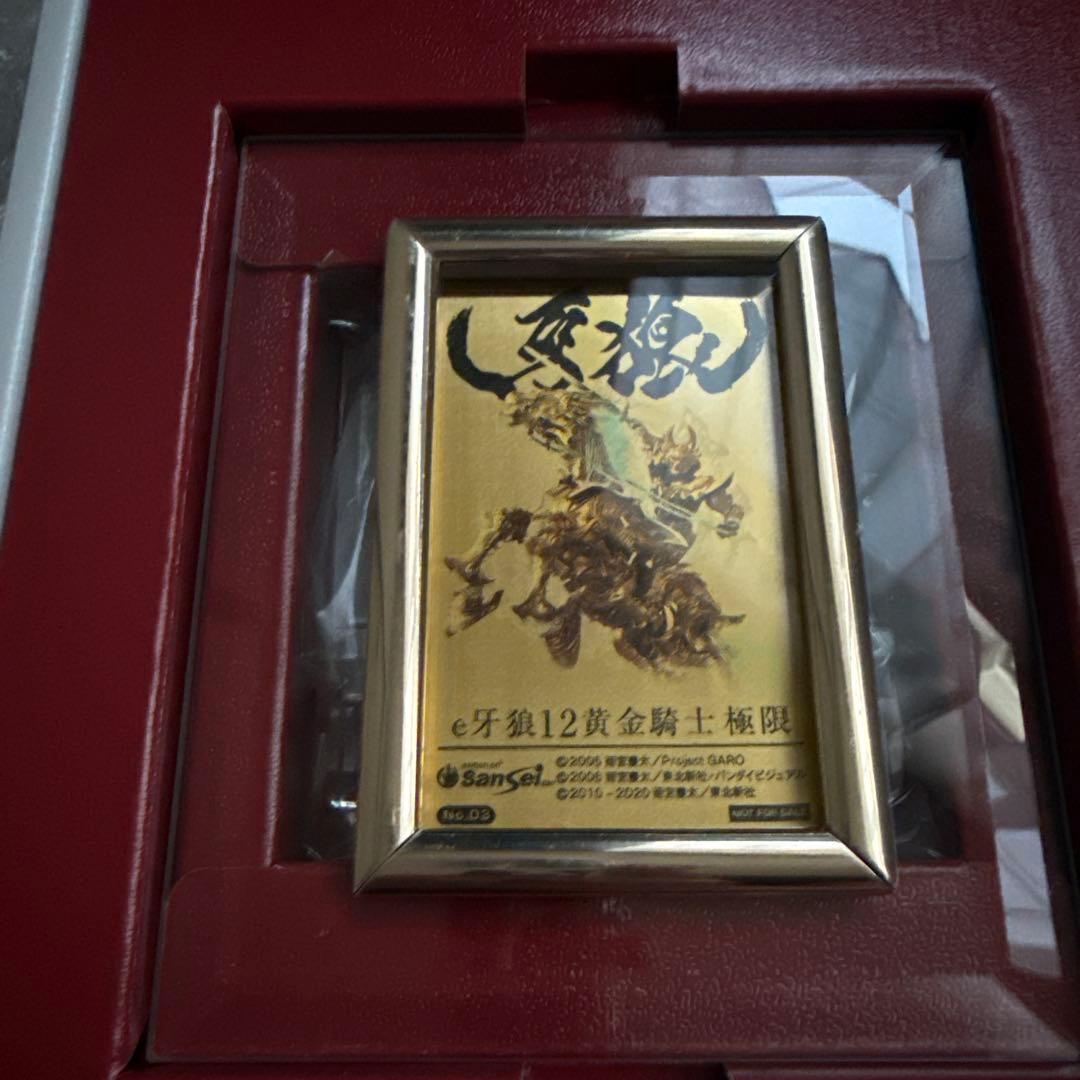 牙狼
e牙狼12黄金騎士極限
SanSei
©2005 雨宮慶太/Project GARO
©2006 雨宮慶太/東北新社・バンダイビジュアル
©2010-2020 雨宮慶太/東北新社
No.03
NOT FOR SALE